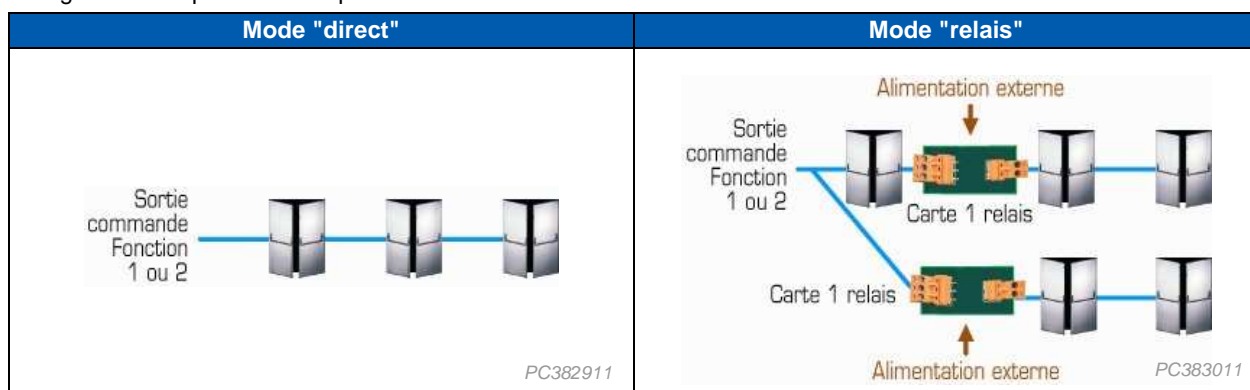 Mode "direct"
Mode "relais"
Sortie
commande
Fonction
1 ou 2
PC382911
Alimentation externe
Sortie
commande
Fonction
1 ou 2
Carte 1 relais
Carte 1 relais
Alimentation externe
PC383011